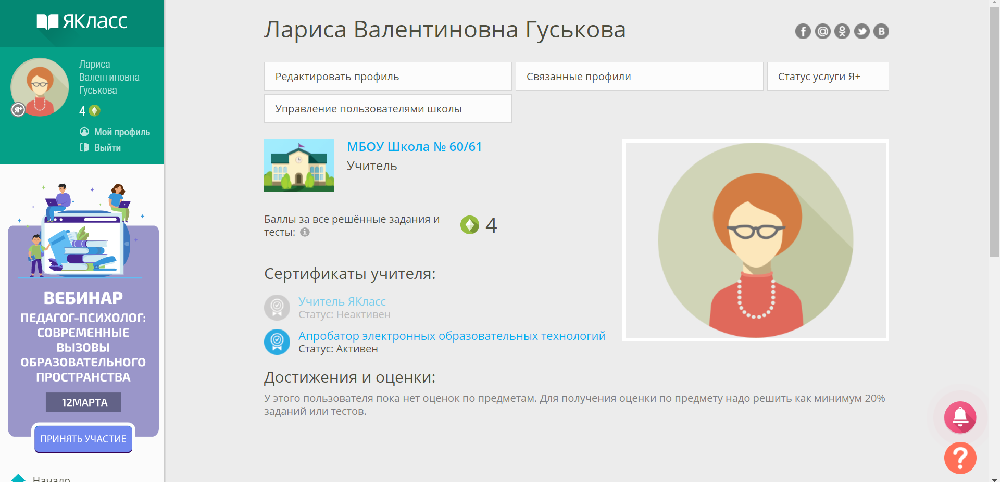 ЯКласс
Лариса
Валентиновна
Гуськова
4
Я+
Мой профиль
Выйти
ВЕБИНАР
ПЕДАГОГ-ПСИХОЛОГ:
СОВРЕМЕННЫЕ
ВЫЗОВЫ
ОБРАЗОВАТЕЛЬНОГО
ПРОСТРАНСТВА
12МАРТА
ПРИНЯТЬ УЧАСТИЕ
Начало
Лариса Валентиновна Гуськова
Редактировать профиль
Связанные профили
Статус услуги Я+
Управление пользователями школы
МБОУ Школа № 60/61
Учитель
Баллы за все решённые задания и
тесты:
4
Сертификаты учителя:
Учитель ЯКласс
Статус: Неактивен
Апробатор электронных образовательных технологий
Статус: Активен
Достижения и оценки:
У этого пользователя пока нет оценок по предметам. Для получения оценки по предмету надо решить как минимум 20%
заданий или тестов.